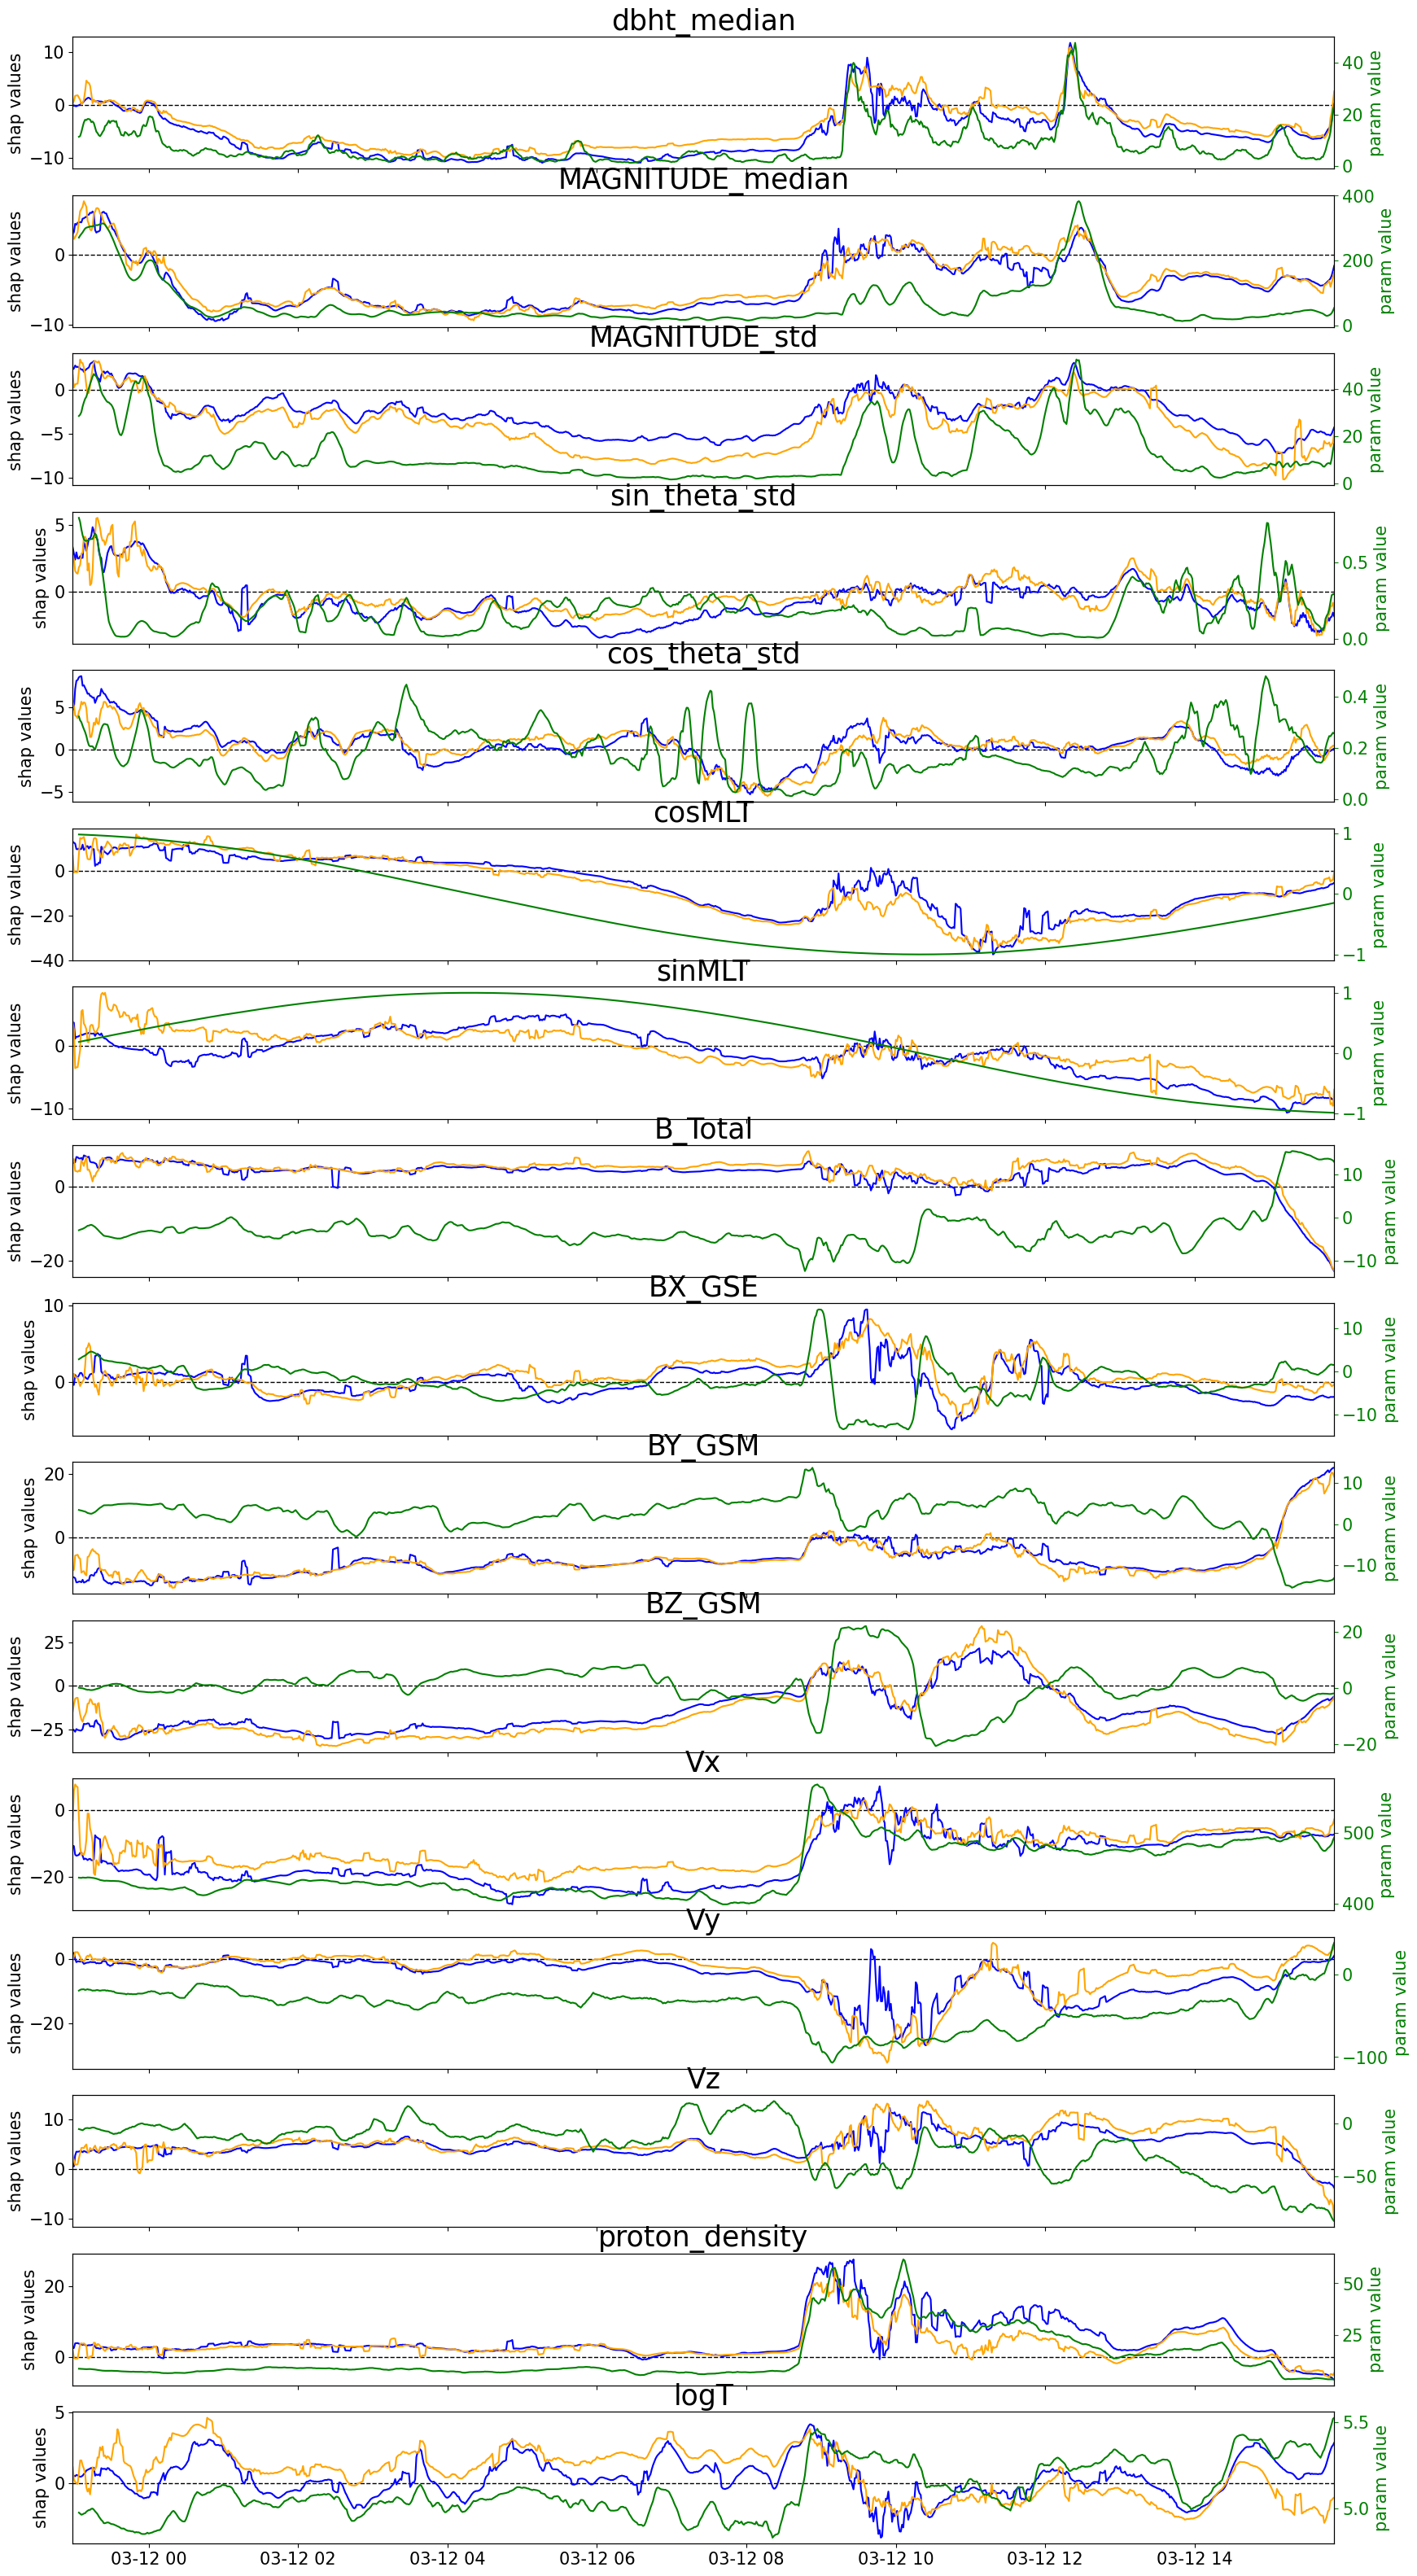 dbht_median
shap values
10
0
−10
40
20
0
param value
MAGNITUDE_median
shap values
0
−10
400
200
0
param value
MAGNITUDE_std
shap values
0
−5
−10
40
20
0
param value
sin_theta_std
shap values
5
0
0.5
0.0
param value
cos_theta_std
shap values
5
0
−5
0.4
0.2
0.0
param value
cosMLT
shap values
0
−20
−40
1
0
−1
param value
sinMLT
shap values
0
−10
1
0
−1
param value
B_Total
shap values
0
−20
10
0
−10
param value
BX_GSE
shap values
10
0
10
0
−10
param value
BY_GSM
shap values
20
0
10
0
−10
param value
BZ_GSM
shap values
25
0
−25
20
0
−20
param value
Vx
shap values
0
−20
500
400
param value
Vy
shap values
0
−20
0
−100
param value
Vz
shap values
10
0
−10
0
−50
param value
proton_density
shap values
20
0
50
25
param value
logT
shap values
5
0
5.5
5.0
param value
03-12 00
03-12 02
03-12 04
03-12 06
03-12 08
03-12 10
03-12 12
03-12 14